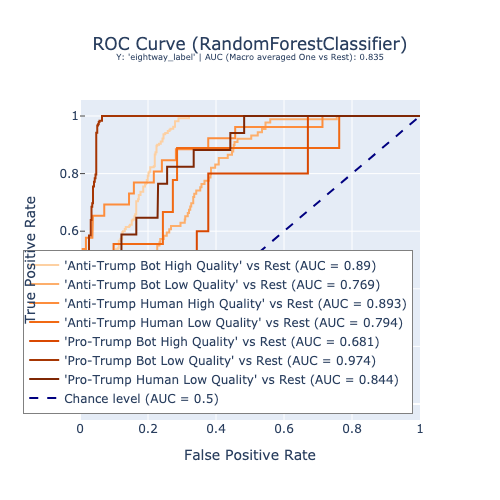 ROC Curve (RandomForestClassifier)
Y: 'eightway_label' | AUC (Macro averaged One vs Rest): 0.835
1
0.8
0.6
True Positive Rate
'Anti-Trump Bot High Quality' vs Rest (AUC = 0.89)
'Anti-Trump Bot Low Quality' vs Rest (AUC = 0.769)
'Anti-Trump Human High Quality' vs Rest (AUC = 0.893)
'Anti-Trump Human Low Quality' vs Rest (AUC = 0.794)
'Pro-Trump Bot High Quality' vs Rest (AUC = 0.681)
'Pro-Trump Bot Low Quality' vs Rest (AUC = 0.974)
'Pro-Trump Human Low Quality' vs Rest (AUC = 0.844)
Chance level (AUC = 0.5)
0 0.2 0.4 0.6 0.8 1
False Positive Rate